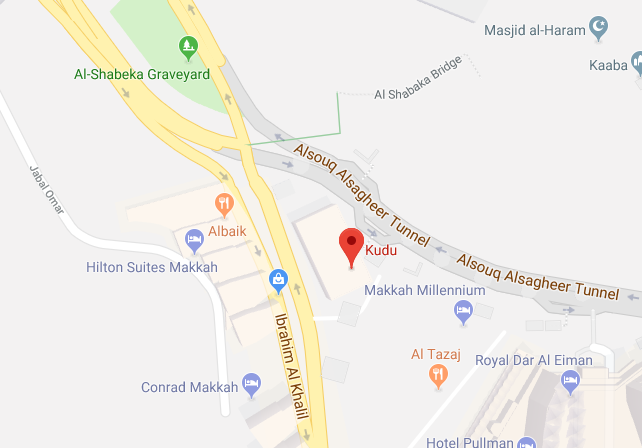 Masjid al-Haram
Kaaba
Al-Shabeka Graveyard
Al Shabaka Bridge
Alsouq Alsagheer Tunnel
Jabal Omar
Albaik
Hilton Suites Makkah
Kudu
Alsouq Alsagheer Tunnel
Makkah Millennium
Ibrahim Al Khalil
Al Tazaj
Royal Dar Al Eiman
Conrad Makkah
Hotel Pullman